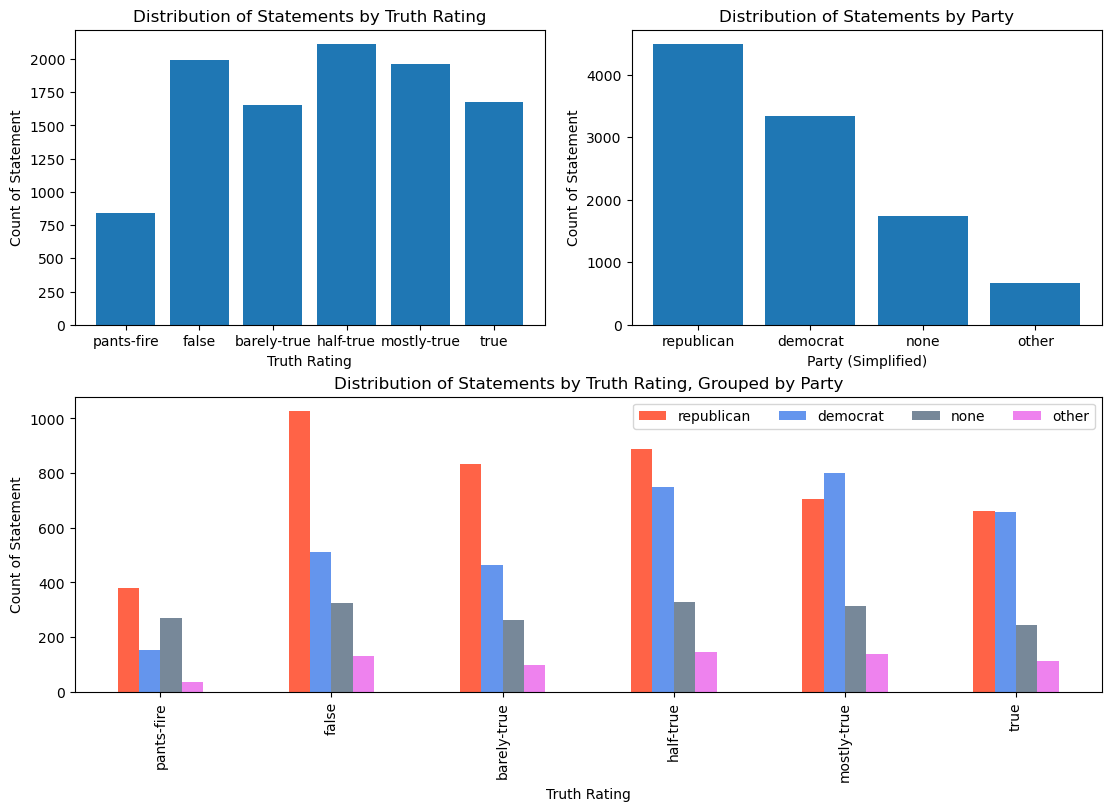 Distribution of Statements by Truth Rating
Count of Statement
2000
1750
1500
1250
1000
750
500
250
0
pants-fire false barely-true half-true mostly-true true
Truth Rating
Distribution of Statements by Party
Count of Statement
4000
3000
2000
1000
0
republican democrat none other
Party (Simplified)
Distribution of Statements by Truth Rating, Grouped by Party
republican democrat none other
Count of Statement
1000
800
600
400
200
0
pants-fire
false
barely-true
half-true
mostly-true
true
Truth Rating